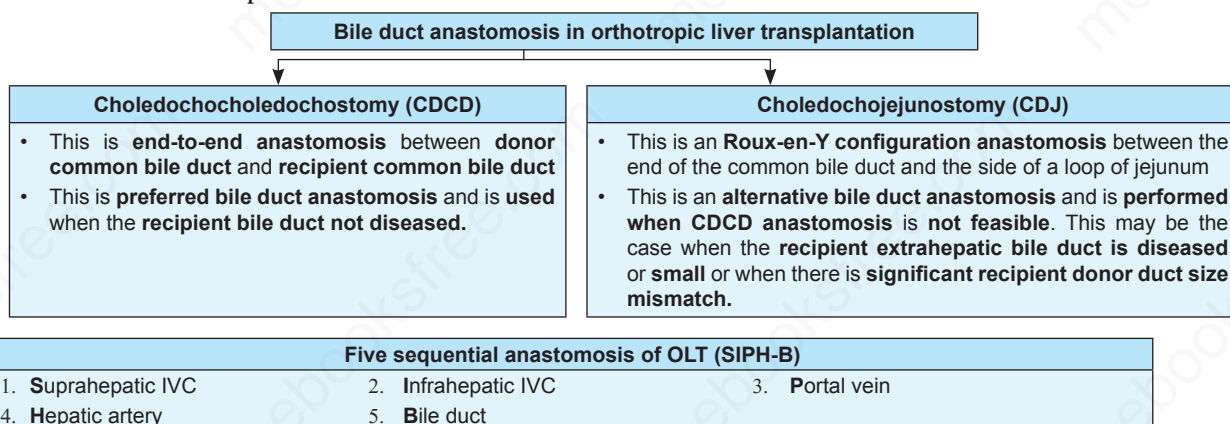 Bile duct anastomosis in orthotropic liver transplantation
Choledochocholedochostomy (CDCD)
• This is end-to-end anastomosis between donor
common bile duct and recipient common bile duct
• This is preferred bile duct anastomosis and is used
when the recipient bile duct not diseased.
Choledochojejunostomy (CDJ)
• This is an Roux-en-Y configuration anastomosis between the
end of the common bile duct and the side of a loop of jejunum
• This is an alternative bile duct anastomosis and is performed
when CDCD anastomosis is not feasible. This may be the
case when the recipient extrahepatic bile duct is diseased
or small or when there is significant recipient donor duct size
mismatch.
Five sequential anastomosis of OLT (SIPH-B)
1. Suprahepatic IVC 2. Infrahepatic IVC 3. Portal vein
4. Hepatic artery 5. Bile duct